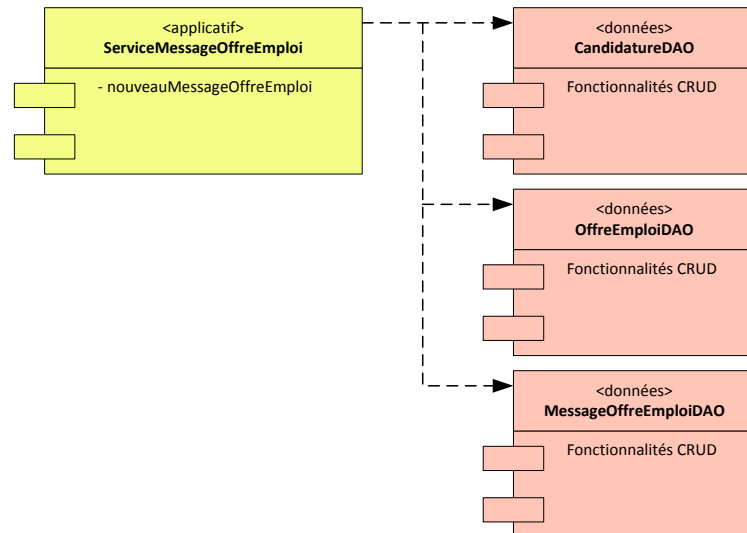 <applicatif>
ServiceMessageOffreEmploi
- nouveauMessageOffreEmploi
<données>
CandidatureDAO
Fonctionnalités CRUD
<données>
OffreEmploiDAO
Fonctionnalités CRUD
<données>
MessageOffreEmploiDAO
Fonctionnalités CRUD